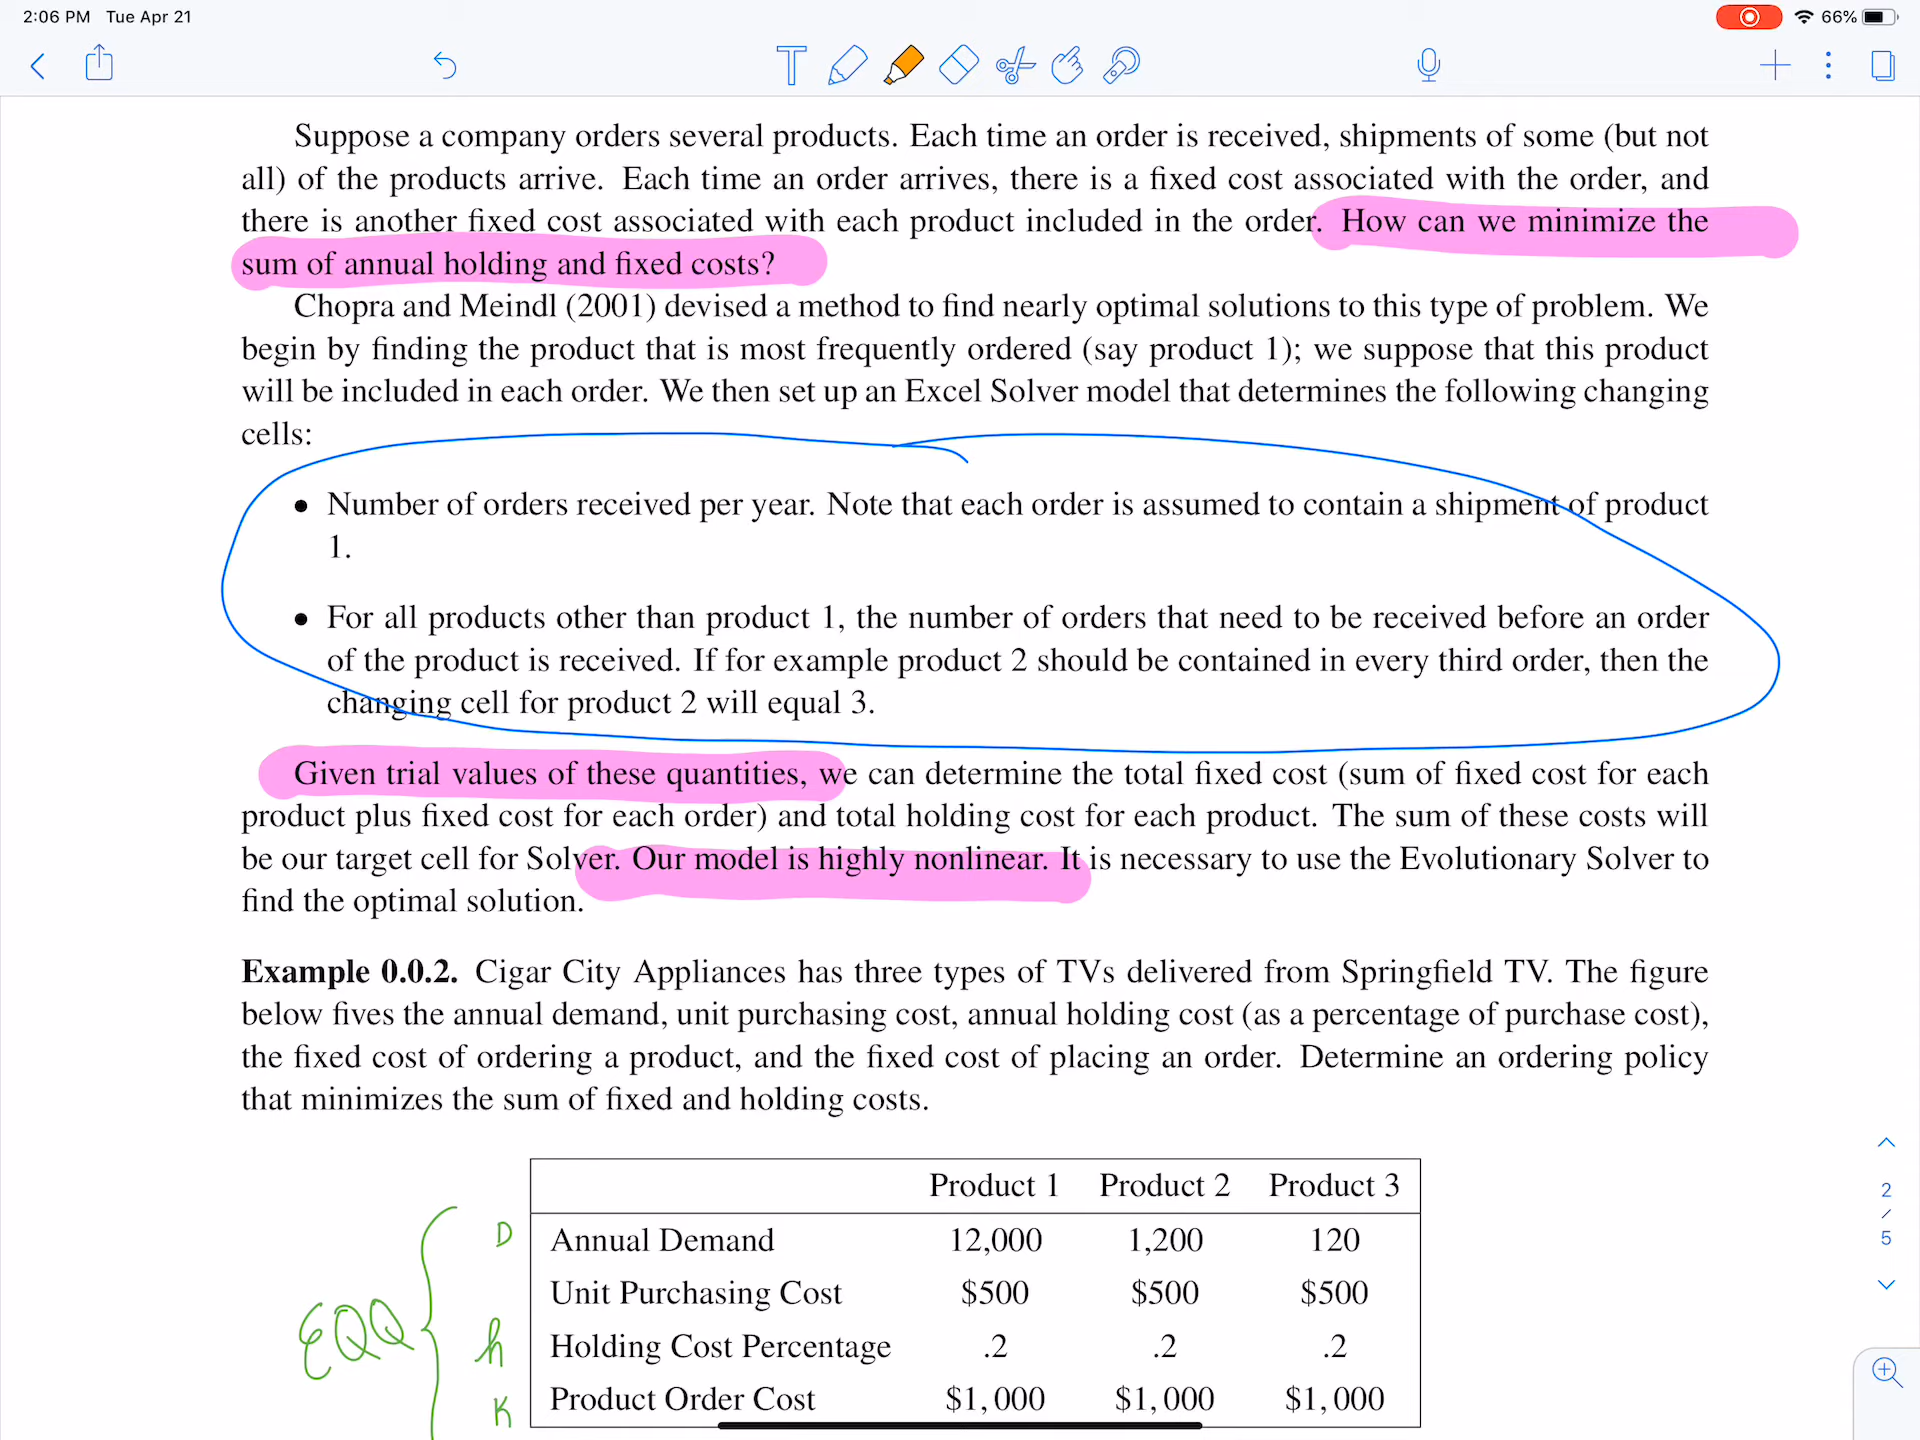 2:06 PM Tue Apr 21
66%
Suppose a company orders several products. Each time an order is received, shipments of some (but not
all) of the products arrive. Each time an order arrives, there is a fixed cost associated with the order, and
there is another fixed cost associated with each product included in the order. How can we minimize the
sum of annual holding and fixed costs?
Chopra and Meindl (2001) devised a method to find nearly optimal solutions to this type of problem. We
begin by finding the product that is most frequently ordered (say product 1); we suppose that this product
will be included in each order. We then set up an Excel Solver model that determines the following changing
cells:
• Number of orders received per year. Note that each order is assumed to contain a shipment of product
1.
• For all products other than product 1, the number of orders that need to be received before an order
of the product is received. If for example product 2 should be contained in every third order, then the
changing cell for product 2 will equal 3.
Given trial values of these quantities, we can determine the total fixed cost (sum of fixed cost for each
product plus fixed cost for each order) and total holding cost for each product. The sum of these costs will
be our target cell for Solver. Our model is highly nonlinear. It is necessary to use the Evolutionary Solver to
find the optimal solution.
Example 0.0.2. Cigar City Appliances has three types of TVs delivered from Springfield TV. The figure
below fives the annual demand, unit purchasing cost, annual holding cost (as a percentage of purchase cost),
the fixed cost of ordering a product, and the fixed cost of placing an order. Determine an ordering policy
that minimizes the sum of fixed and holding costs.
Product 1 Product 2 Product 3
D Annual Demand 12,000 1,200 120
Unit Purchasing Cost $500 $500 $500
EQQ h Holding Cost Percentage .2 .2 .2
K Product Order Cost $1,000 $1,000 $1,000
2
/
5